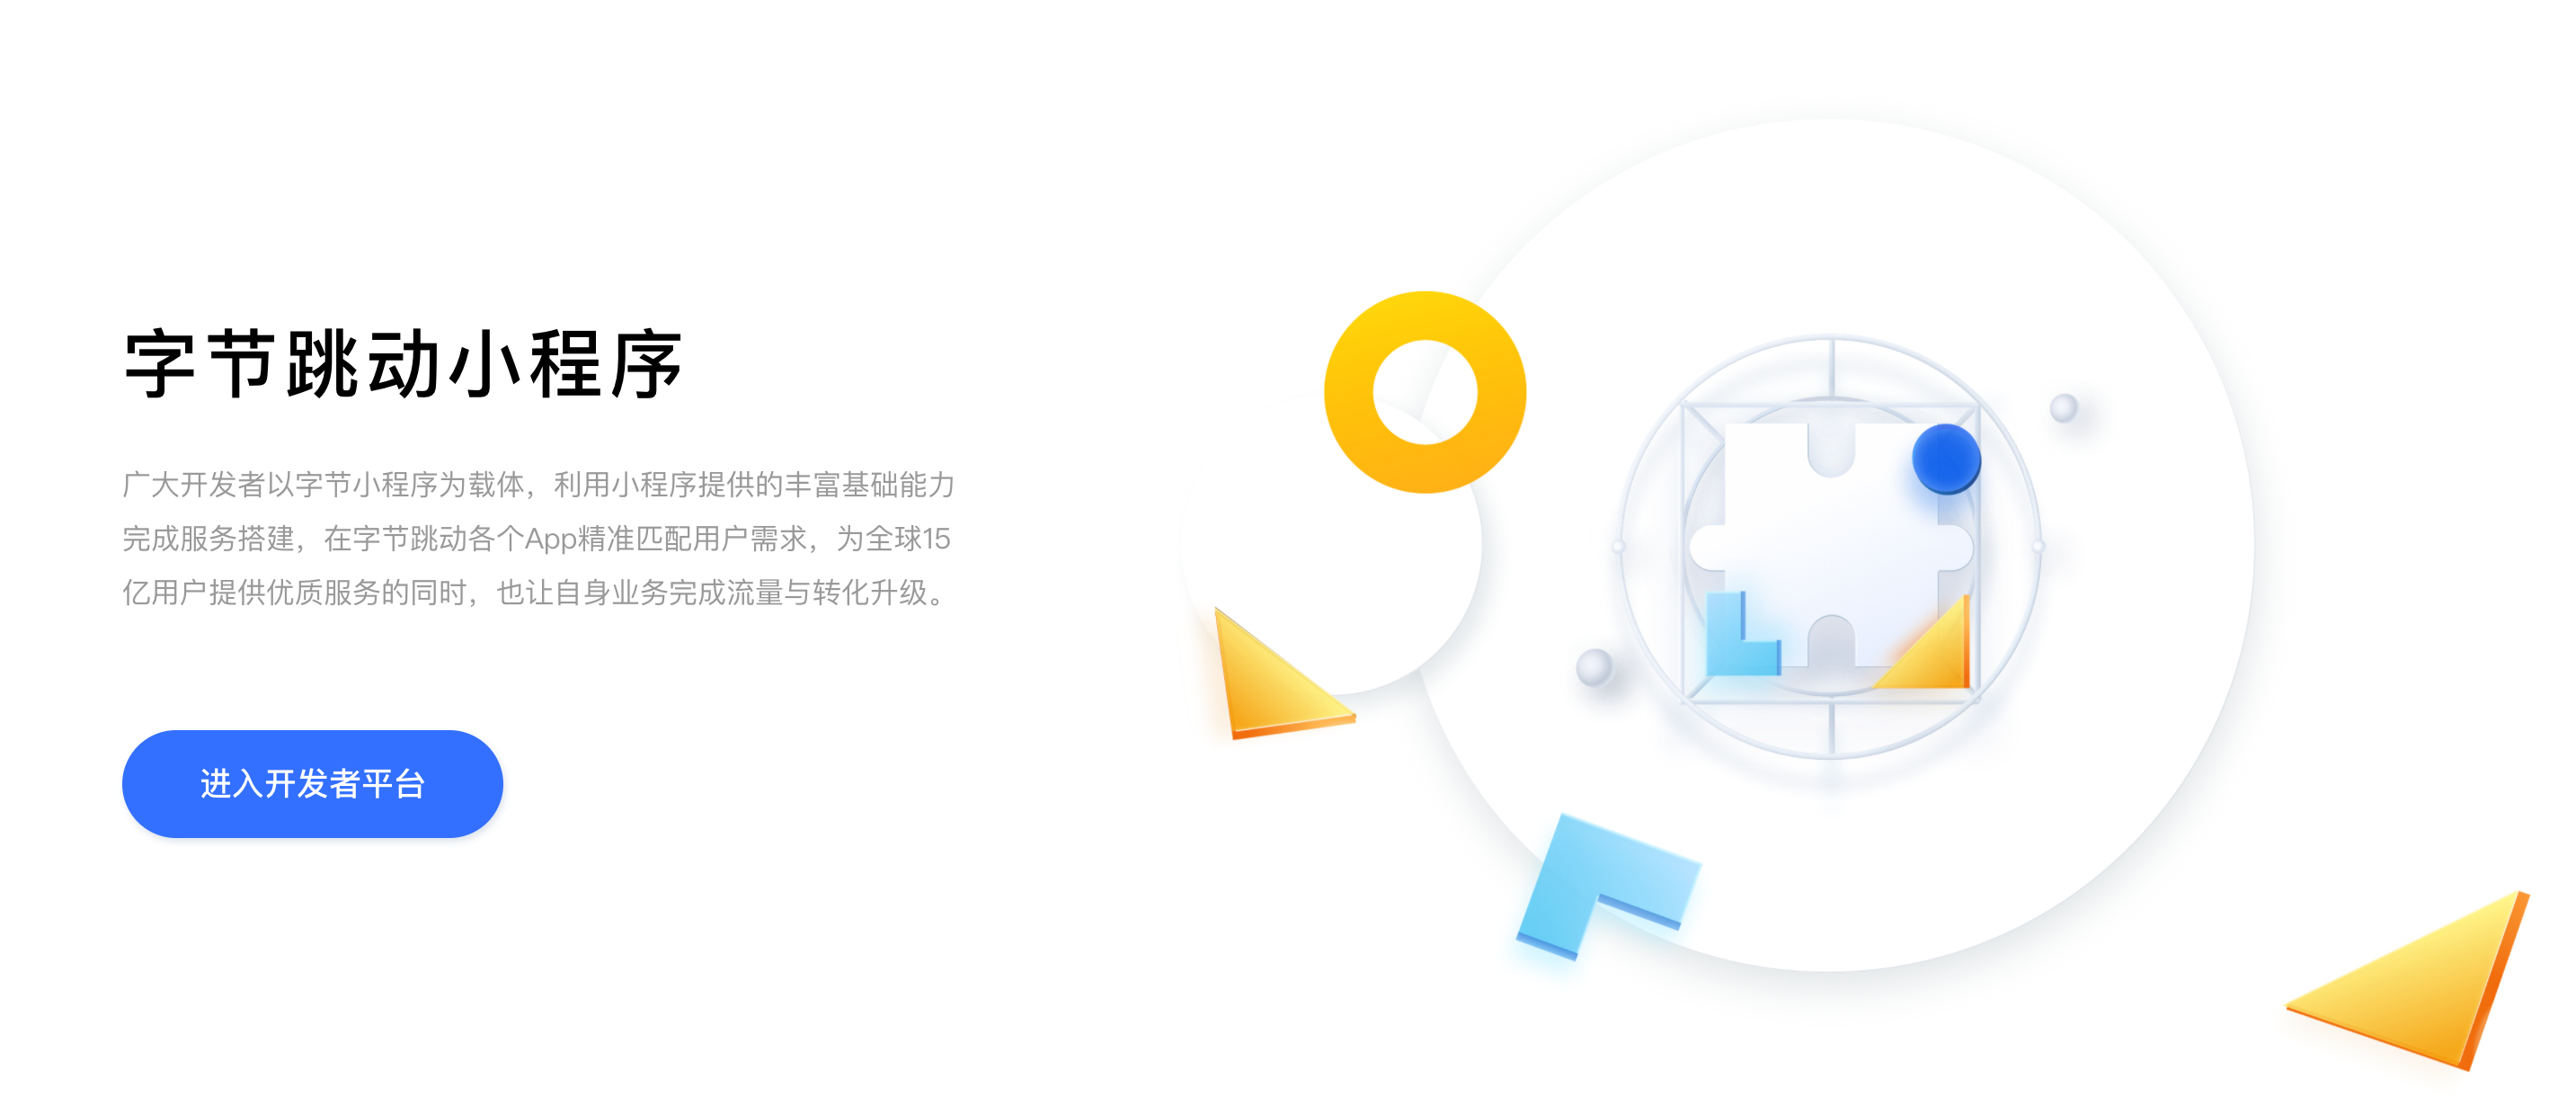 字节跳动小程序
广大开发者以字节小程序为载体，利用小程序提供的丰富基础能力
完成服务搭建，在字节跳动各个App精准匹配用户需求，为全球15
亿用户提供优质服务的同时，也让自身业务完成流量与转化升级。
进入开发者平台